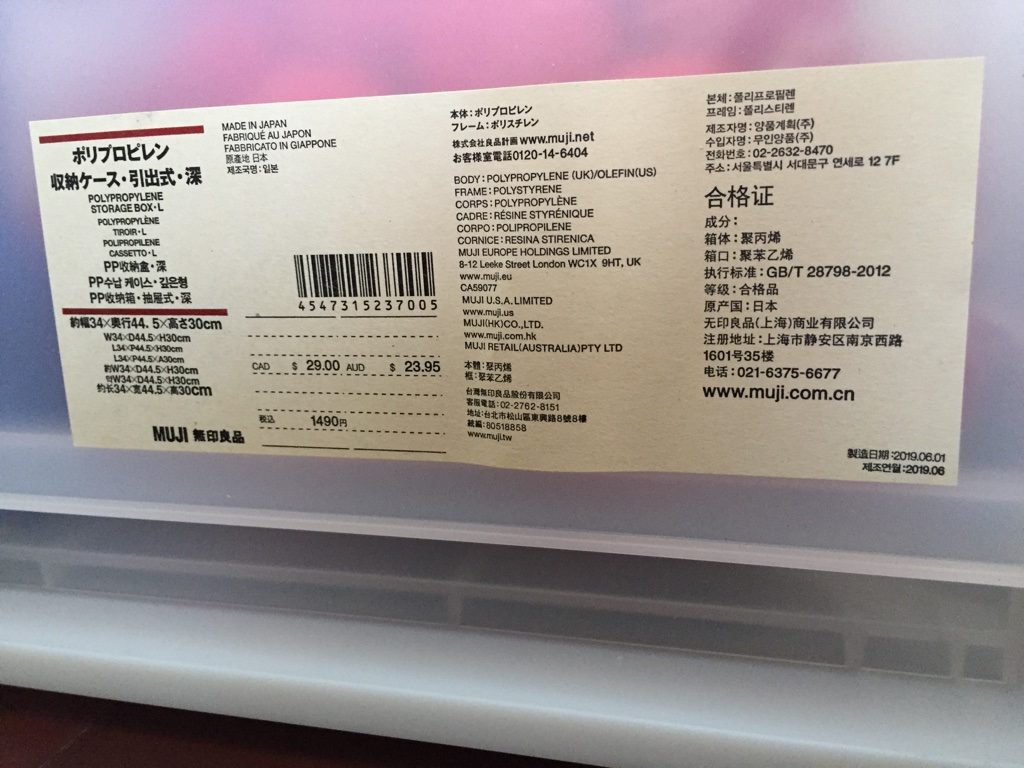 ポリプロピレン
収納ケース・引出式・深
POLYPROPYLENE
STORAGE BOX・L
POLYPROPYLÈNE
TIROIR・L
POLIPROPILENE
CASSETTO・L
PP收納盒・深
PP수납 케이스・깊은형
PP收纳箱・抽屉式・深
約幅34×奥行44.5×高さ30cm
W34×D44.5×H30cm
L34×P44.5×H30cm
L34×P44.5×A30cm
約W34×D44.5×H30cm
약W34×D44.5×H30cm
约长34×宽44.5×高30cm
MUJI 無印良品
MADE IN JAPAN
FABRIQUÉ AU JAPON
FABBRICATO IN GIAPPONE
原產地 日本
제조국명:일본
4547315237005
CAD $ 29.00 AUD $ 23.95
税込 1490円
本体:ポリプロピレン
フレーム:ポリスチレン
株式会社良品計画 www.muji.net
お客様室電話0120-14-6404
BODY:POLYPROPYLENE (UK)/OLEFIN(US)
FRAME:POLYSTYRENE
CORPS:POLYPROPYLÈNE
CADRE:RÉSINE STYRÉNIQUE
CORPO:POLIPROPILENE
CORNICE:RESINA STIRENICA
MUJI EUROPE HOLDINGS LIMITED
8-12 Leeke Street London WC1X 9HT, UK
www.muji.eu
CA59077
MUJI U.S.A. LIMITED
www.muji.us
MUJI(HK)CO.,LTD.
www.muji.com.hk
MUJI RETAIL(AUSTRALIA)PTY LTD
本體:聚丙烯
框:聚苯乙烯
台灣無印良品股份有限公司
客服電話:02-2762-8151
地址:台北市松山區東興路8號8樓
統編:80518858
www.muji.tw
본체:폴리프로필렌
프레임:폴리스티렌
제조자명:양품계획(주)
수입자명:무인양품(주)
전화번호:02-2632-8470
주소:서울특별시 서대문구 연세로 12 7F
合格证
成分:
箱体:聚丙烯
箱口:聚苯乙烯
执行标准:GB/T 28798-2012
等级:合格品
原产国:日本
无印良品(上海)商业有限公司
注册地址:上海市静安区南京西路
1601号35楼
电话:021-6375-6677
www.muji.com.cn
製造日期:2019.06.01
제조연월:2019.06